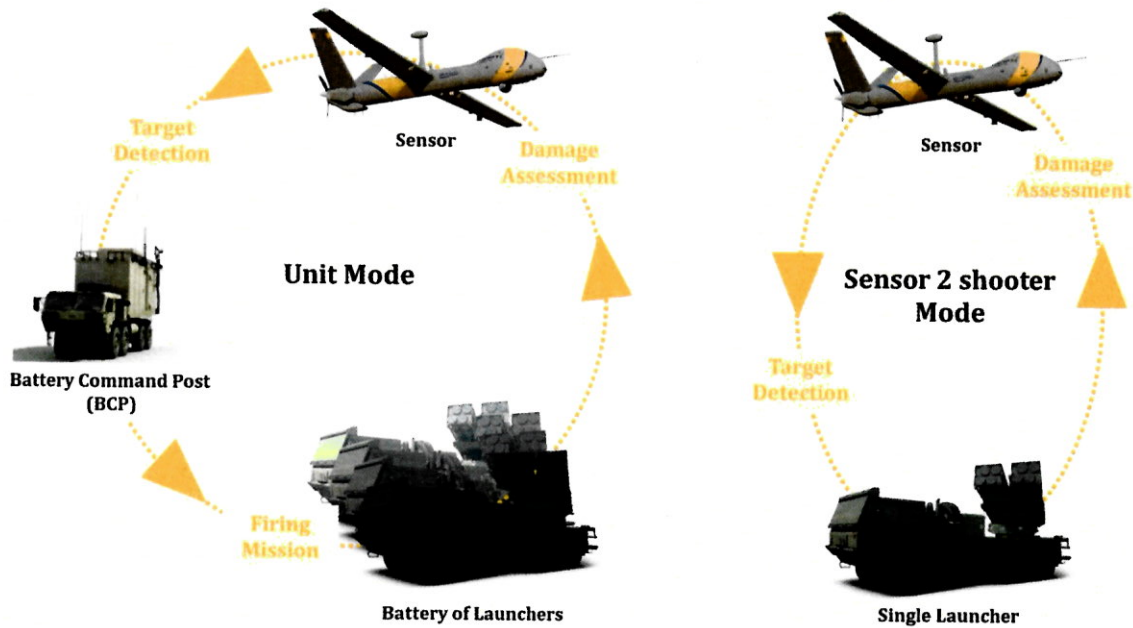 Sensor
Target
Detection
Damage
Assessment
Unit Mode
Battery Command Post
(BCP)
Firing
Mission
Battery of Launchers
Sensor
Damage
Assessment
Sensor 2 shooter
Mode
Target
Detection
Single Launcher